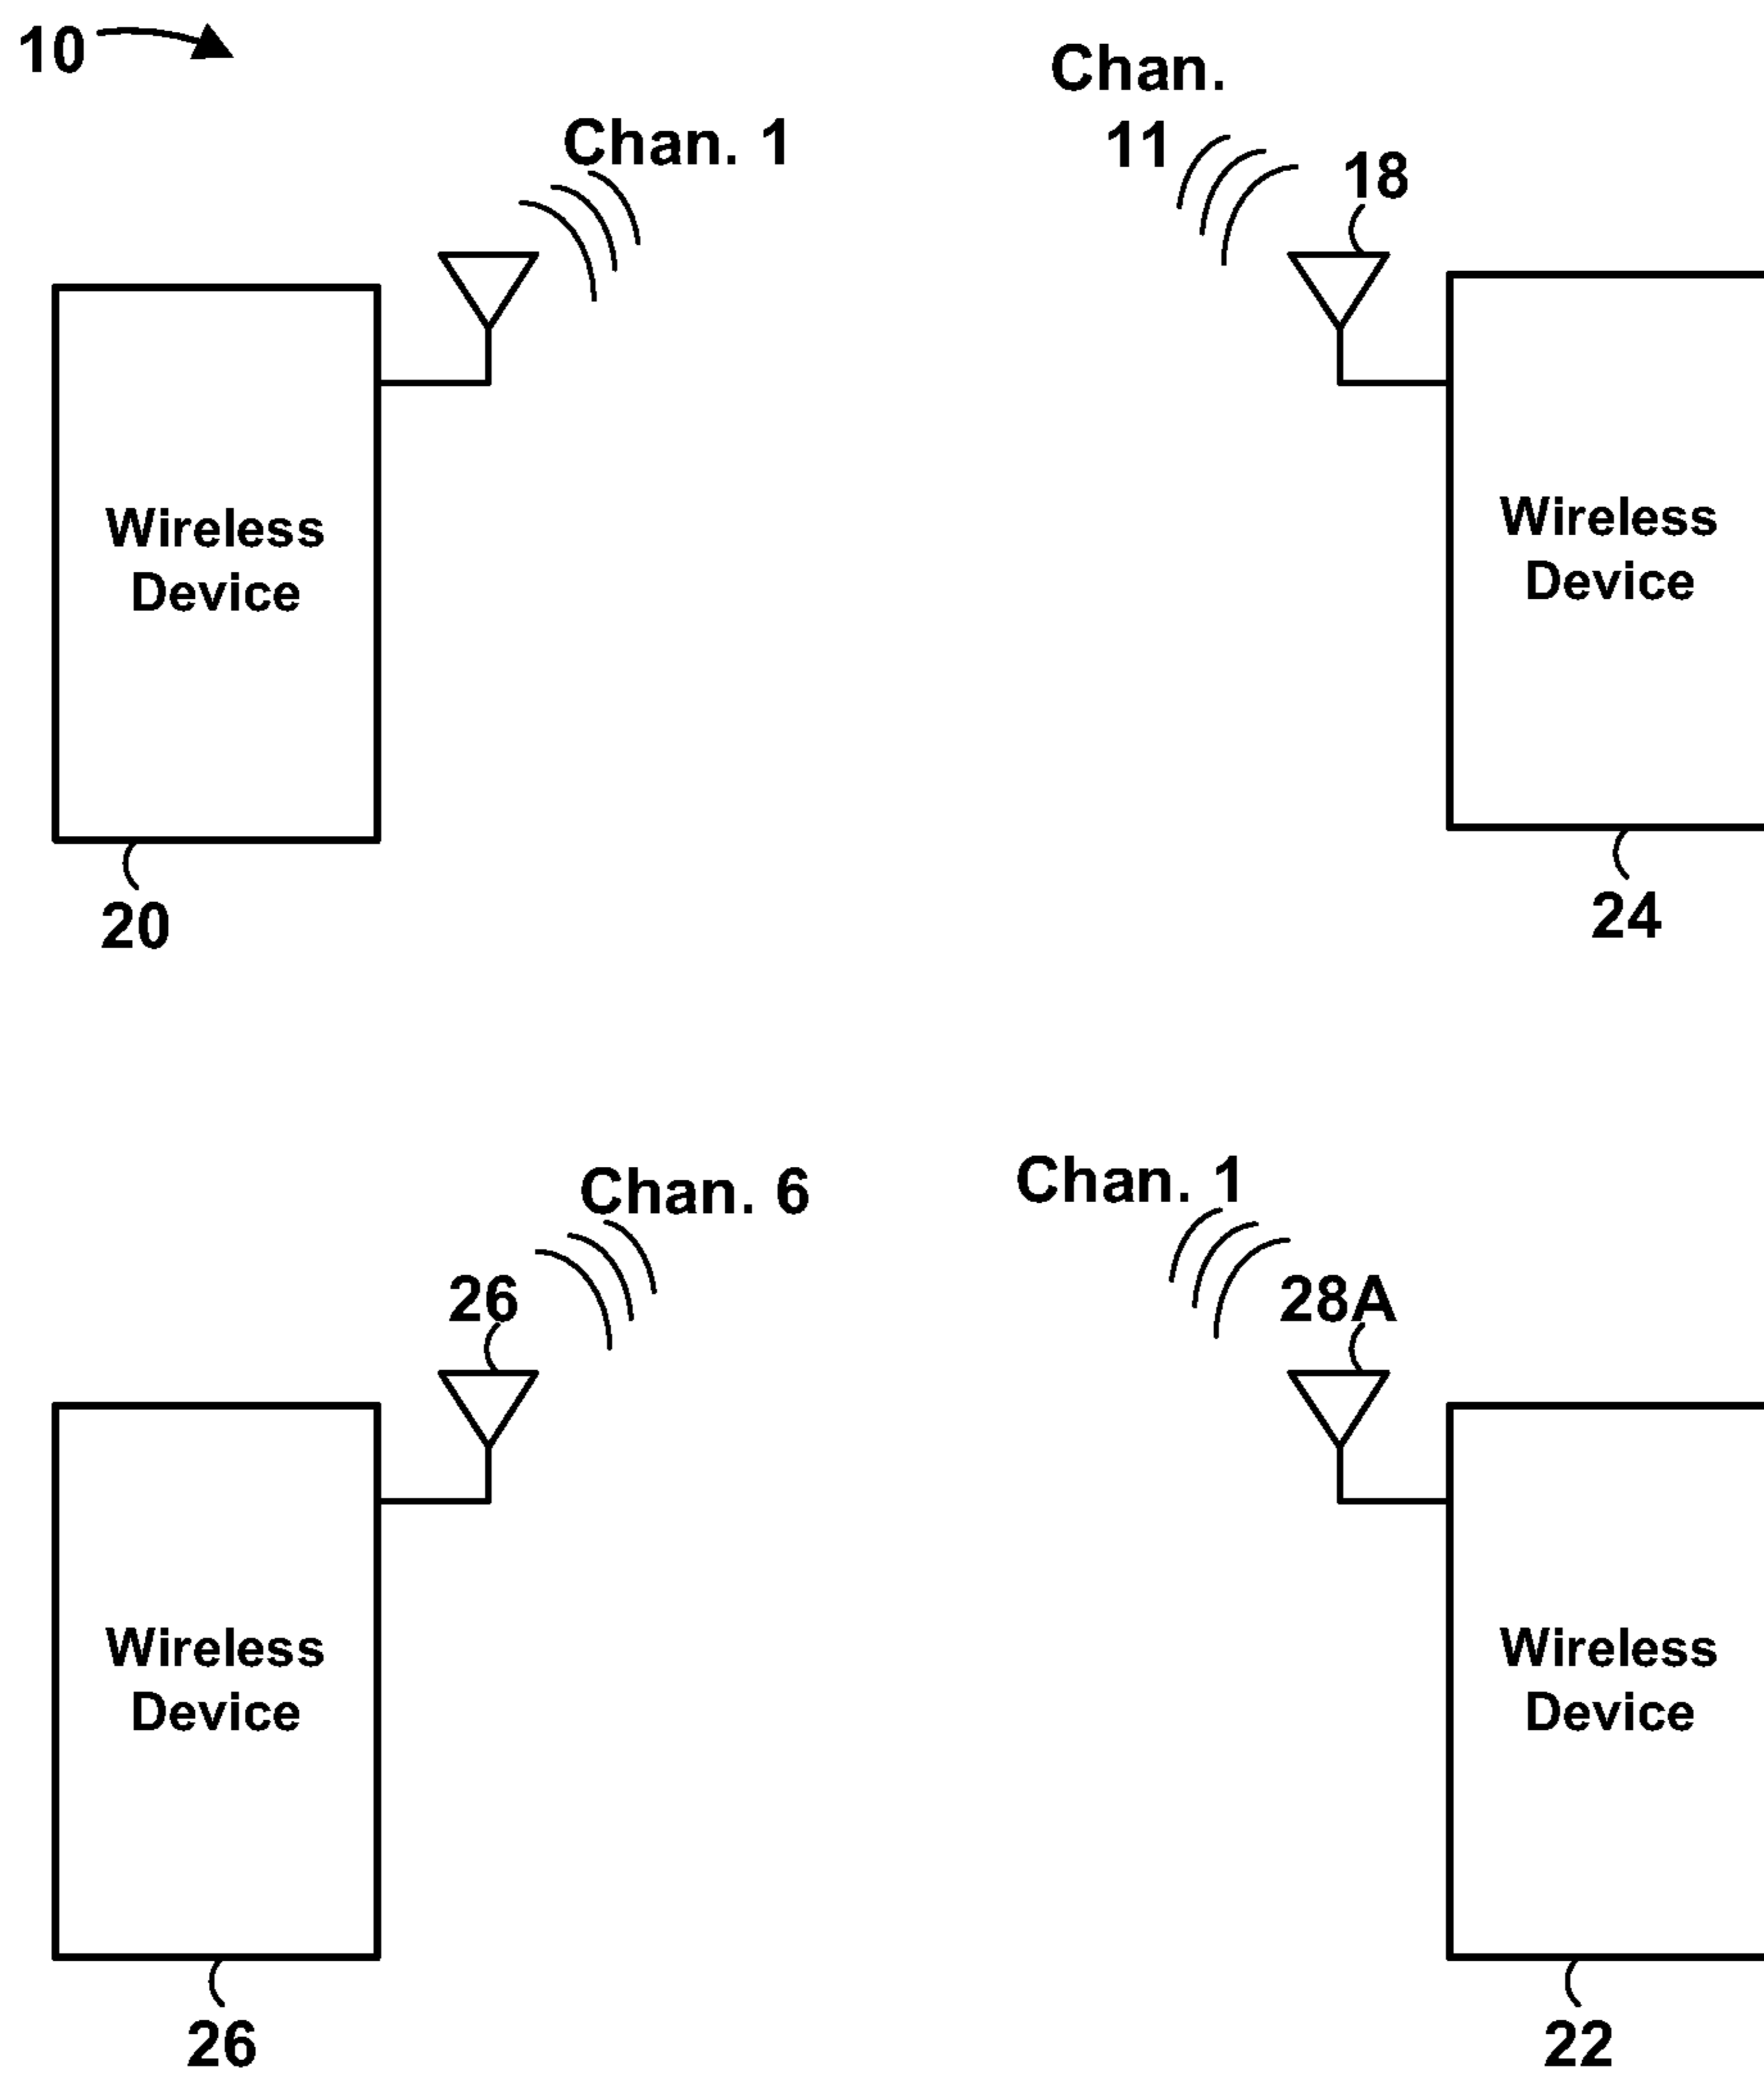 10
Chan. 1
Wireless
Device
20
Chan.
11
18
Wireless
Device
24
Chan. 6
26
Wireless
Device
26
Chan. 1
28A
Wireless
Device
22